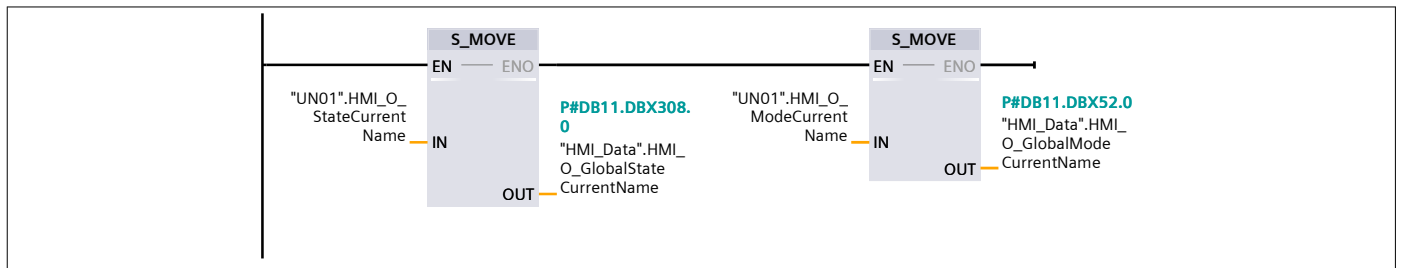 S_MOVE
EN
ENO
"UN01".HMI_O_
StateCurrent
Name
IN
P#DB11.DBX308.
0
"HMI_Data".HMI_
O_GlobalState
CurrentName
OUT
S_MOVE
EN
ENO
"UN01".HMI_O_
ModeCurrent
Name
IN
P#DB11.DBX52.0
"HMI_Data".HMI_
O_GlobalMode
CurrentName
OUT